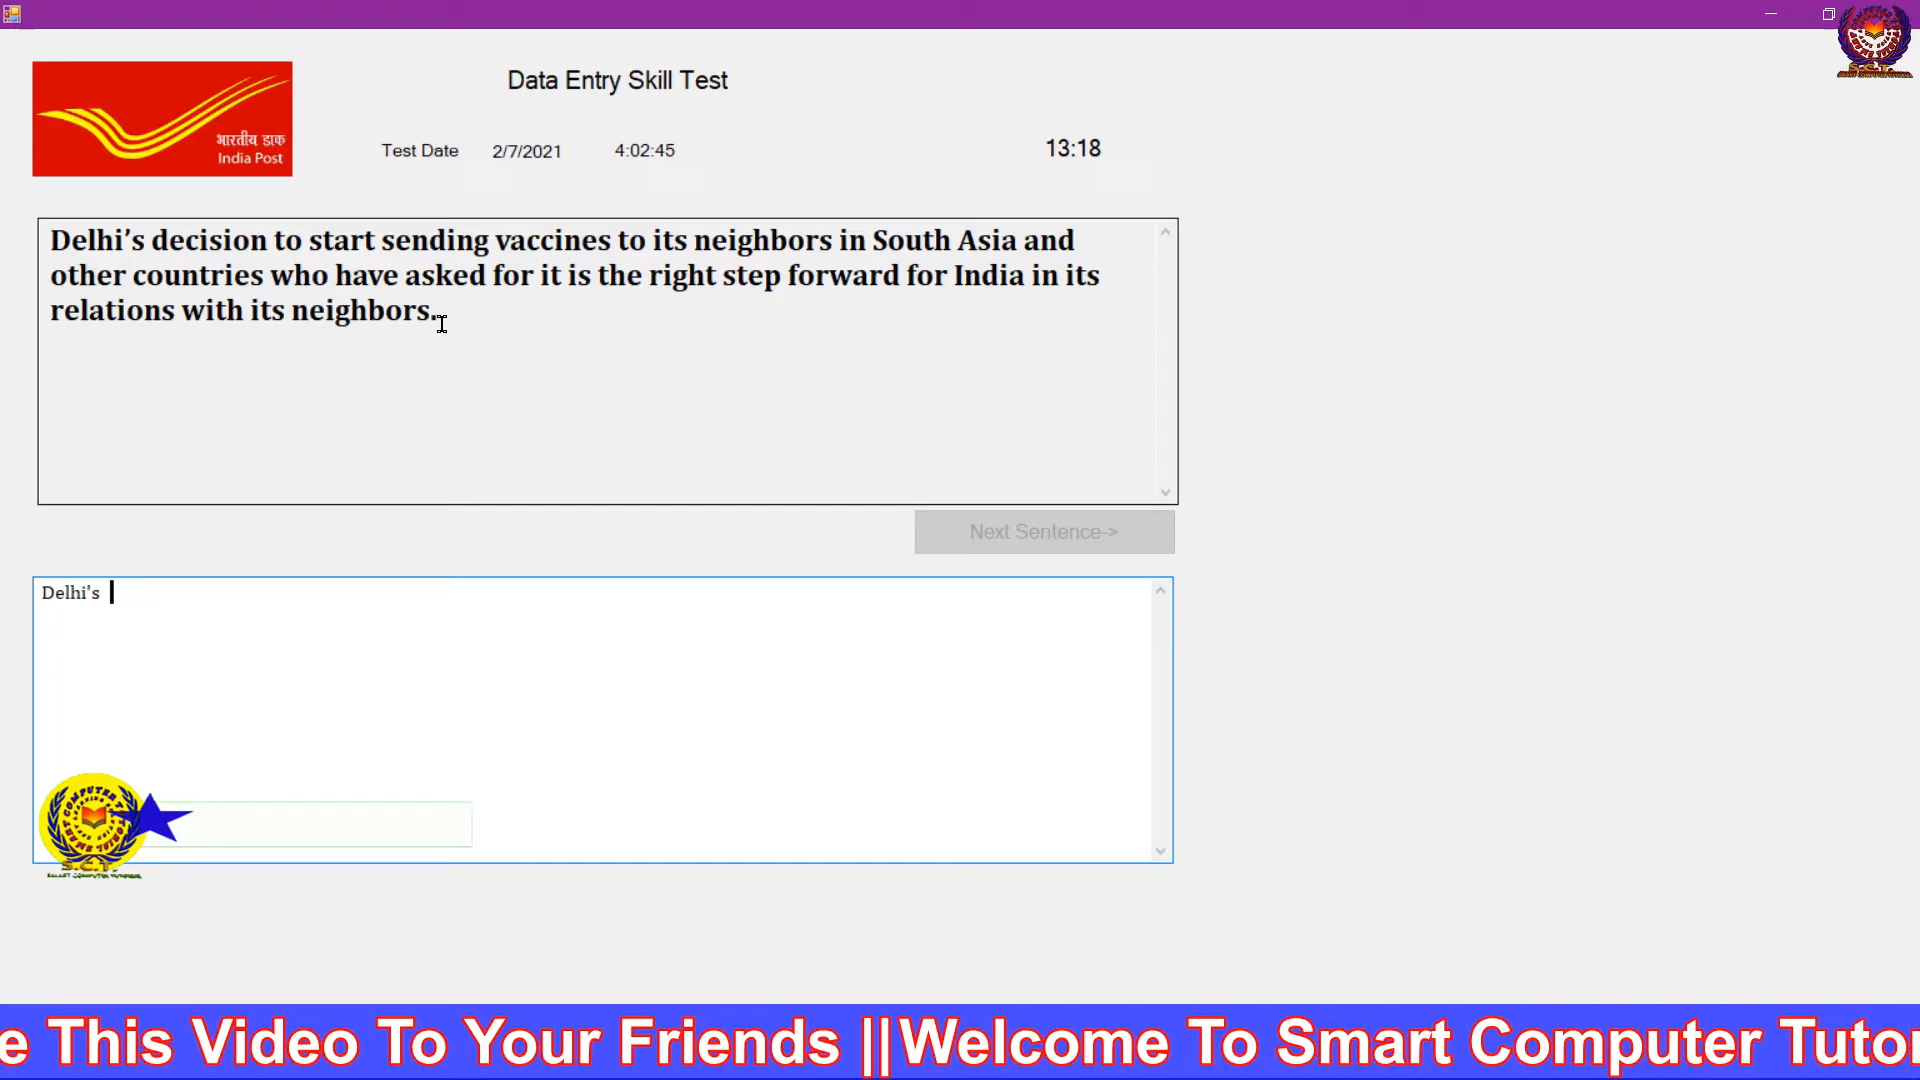 Data Entry Skill Test
भारतीय डाक
India Post
Test Date 2/7/2021 4:02:45 13:18
Delhi's decision to start sending vaccines to its neighbors in South Asia and
other countries who have asked for it is the right step forward for India in its
relations with its neighbors.
Next Sentence->
Delhi's
S.C.T.
e This Video To Your Friends ||Welcome To Smart Computer Tutor